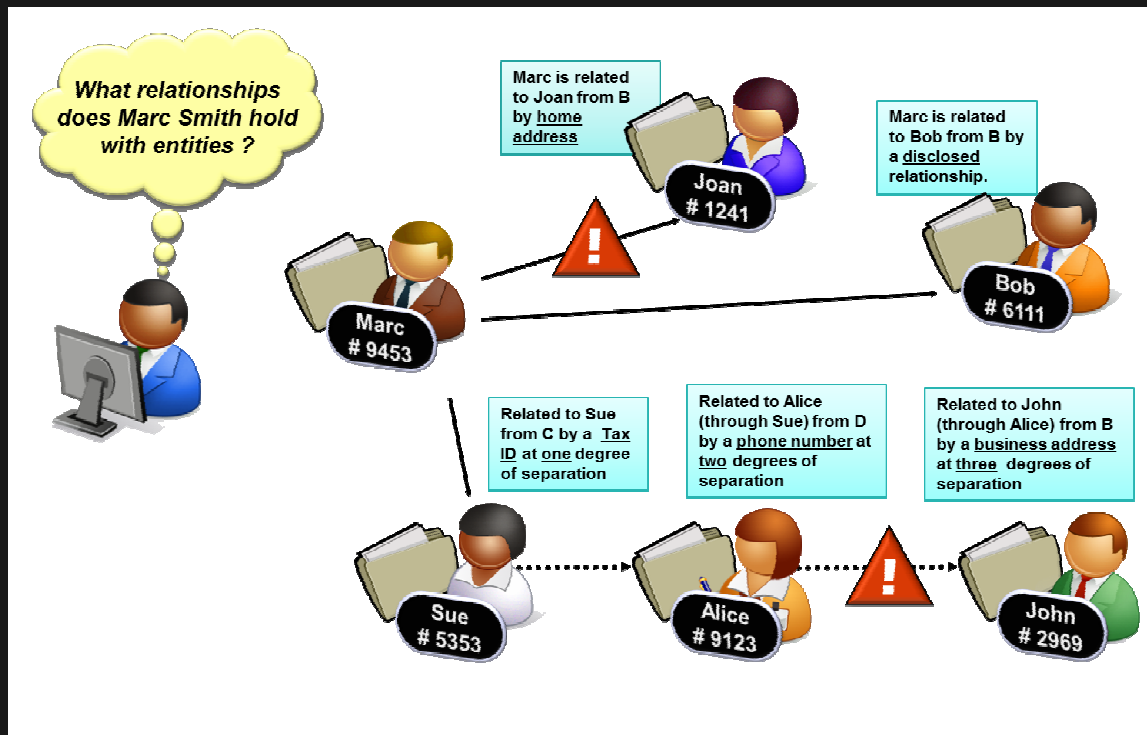 What relationships
does Marc Smith hold
with entities ?
Marc is related
to Joan from B
by home
address
Joan
# 1241
Marc is related
to Bob from B by
a disclosed
relationship.
Bob
# 6111
Marc
# 9453
Related to Sue
from C by a Tax
ID at one degree
of separation
Related to Alice
(through Sue) from D
by a phone number at
two degrees of
separation
Related to John
(through Alice) from B
by a business address
at three degrees of
separation
Sue
# 5353
Alice
# 9123
John
# 2969